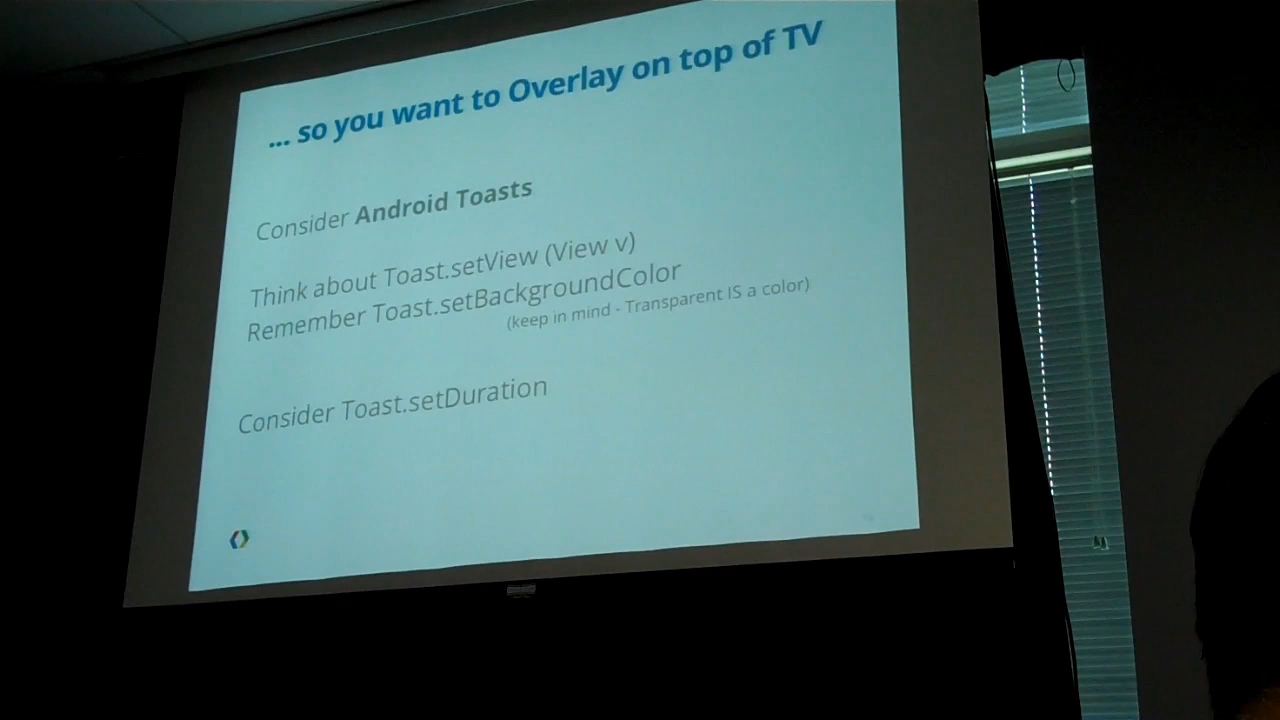 ... so you want to Overlay on top of TV
Consider Android Toasts
Think about Toast.setView (View v)
Remember Toast.setBackgroundColor
(keep in mind - Transparent IS a color)
Consider Toast.setDuration